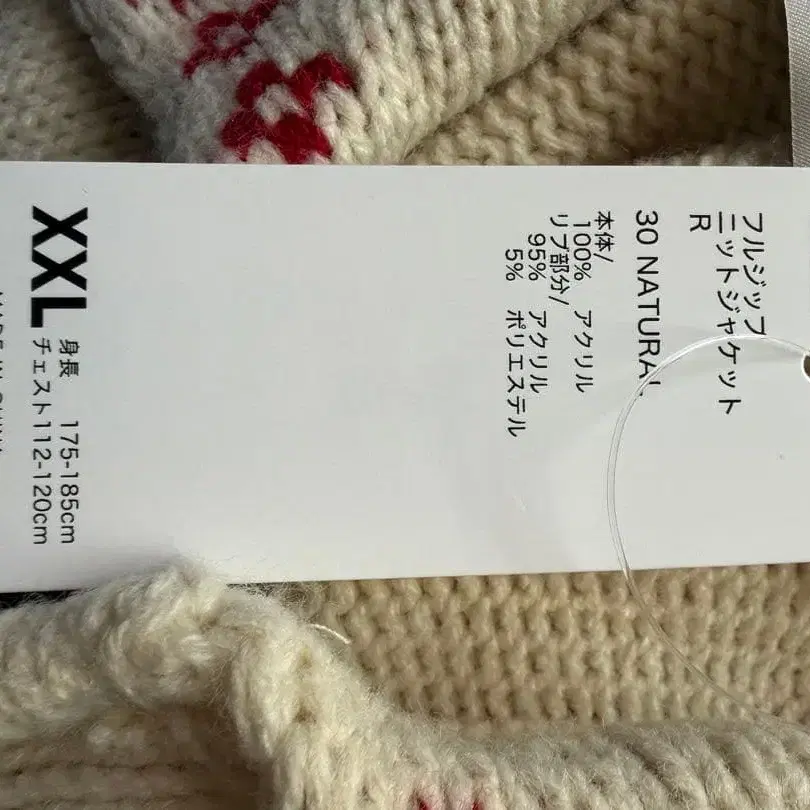 フルジップ
ニットジャケット
R
30 NATURAL
本体/
100% アクリル
リブ部分/
95% アクリル
5% ポリエステル
XXL
身長 175-185cm
チェスト112-120cm